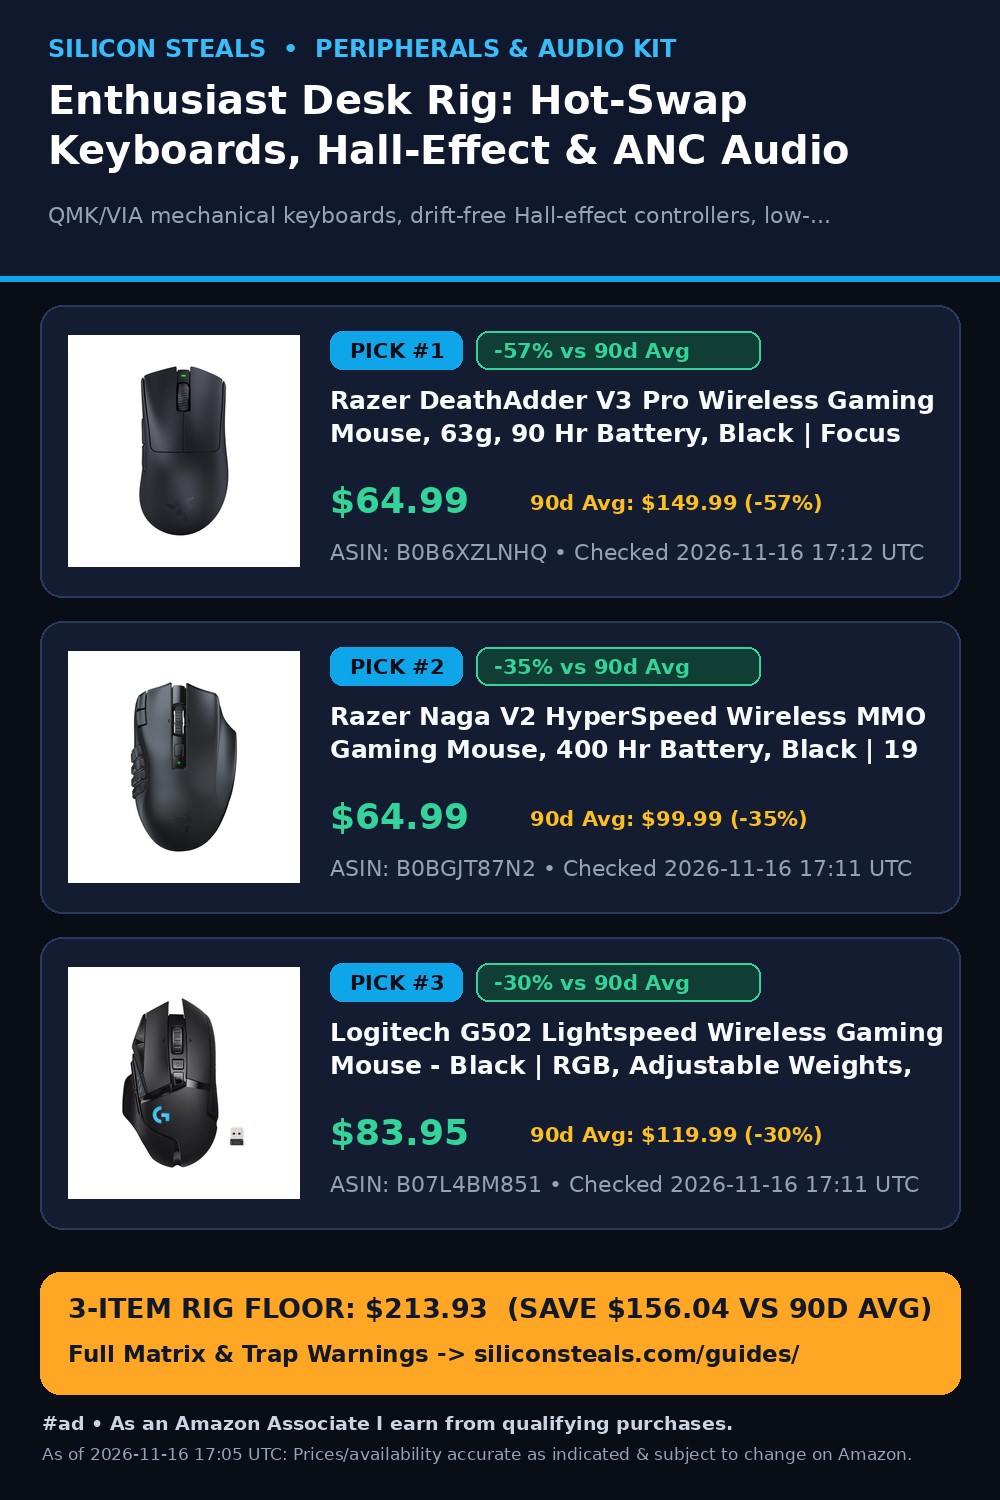 SILICON STEALS • PERIPHERALS & AUDIO KIT
Enthusiast Desk Rig: Hot-Swap
Keyboards, Hall-Effect & ANC Audio
QMK/VIA mechanical keyboards, drift-free Hall-effect controllers, low-...
PICK #1
-57% vs 90d Avg
Razer DeathAdder V3 Pro Wireless Gaming
Mouse, 63g, 90 Hr Battery, Black | Focus
$64.99
90d Avg: $149.99 (-57%)
ASIN: B0B6XZLNHQ • Checked 2026-11-16 17:12 UTC
PICK #2
-35% vs 90d Avg
Razer Naga V2 HyperSpeed Wireless MMO
Gaming Mouse, 400 Hr Battery, Black | 19
$64.99
90d Avg: $99.99 (-35%)
ASIN: B0BGJT87N2 • Checked 2026-11-16 17:11 UTC
PICK #3
-30% vs 90d Avg
Logitech G502 Lightspeed Wireless Gaming
Mouse - Black | RGB, Adjustable Weights,
$83.95
90d Avg: $119.99 (-30%)
ASIN: B07L4BM851 • Checked 2026-11-16 17:11 UTC
3-ITEM RIG FLOOR: $213.93 (SAVE $156.04 VS 90D AVG)
Full Matrix & Trap Warnings -> siliconsteals.com/guides/
#ad • As an Amazon Associate I earn from qualifying purchases.
As of 2026-11-16 17:05 UTC: Prices/availability accurate as indicated & subject to change on Amazon.